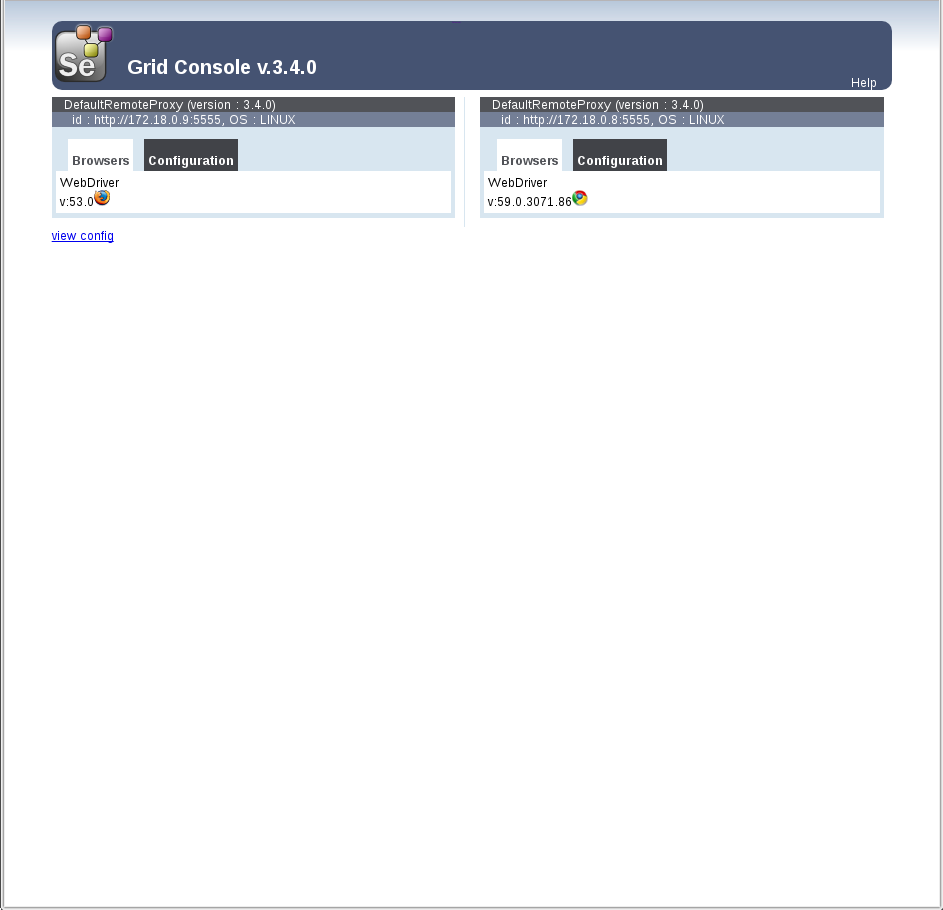 Se
Grid Console v.3.4.0
Help
DefaultRemoteProxy (version : 3.4.0)
id : http://172.18.0.9:5555, OS : LINUX
Browsers Configuration
WebDriver
v:53.0
DefaultRemoteProxy (version : 3.4.0)
id : http://172.18.0.8:5555, OS : LINUX
Browsers Configuration
WebDriver
v:59.0.3071.86
view config